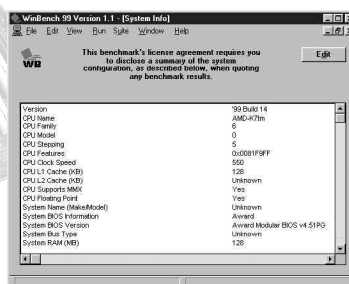 WinBench 99 Version 1.1 - [System Info]
File Edit View Run Suite Window Help
WB
This benchmark's license agreement requires you
to disclose a summary of the system
configuration, as described below, when quoting
any benchmark results.
Edit
Version '99 Build 14
CPU Name AMD-K7tm
CPU Family 6
CPU Model 0
CPU Stepping 5
CPU Features 0x0081F9FF
CPU Clock Speed 550
CPU L1 Cache (KB) 128
CPU L2 Cache (KB) Unknown
CPU Supports MMX Yes
CPU Floating Point Yes
System Name (Make/Model) Unknown
System BIOS Information Award
System BIOS Version Award Modular BIOS v4.51PG
System Bus Type Unknown
System RAM (MB) 128